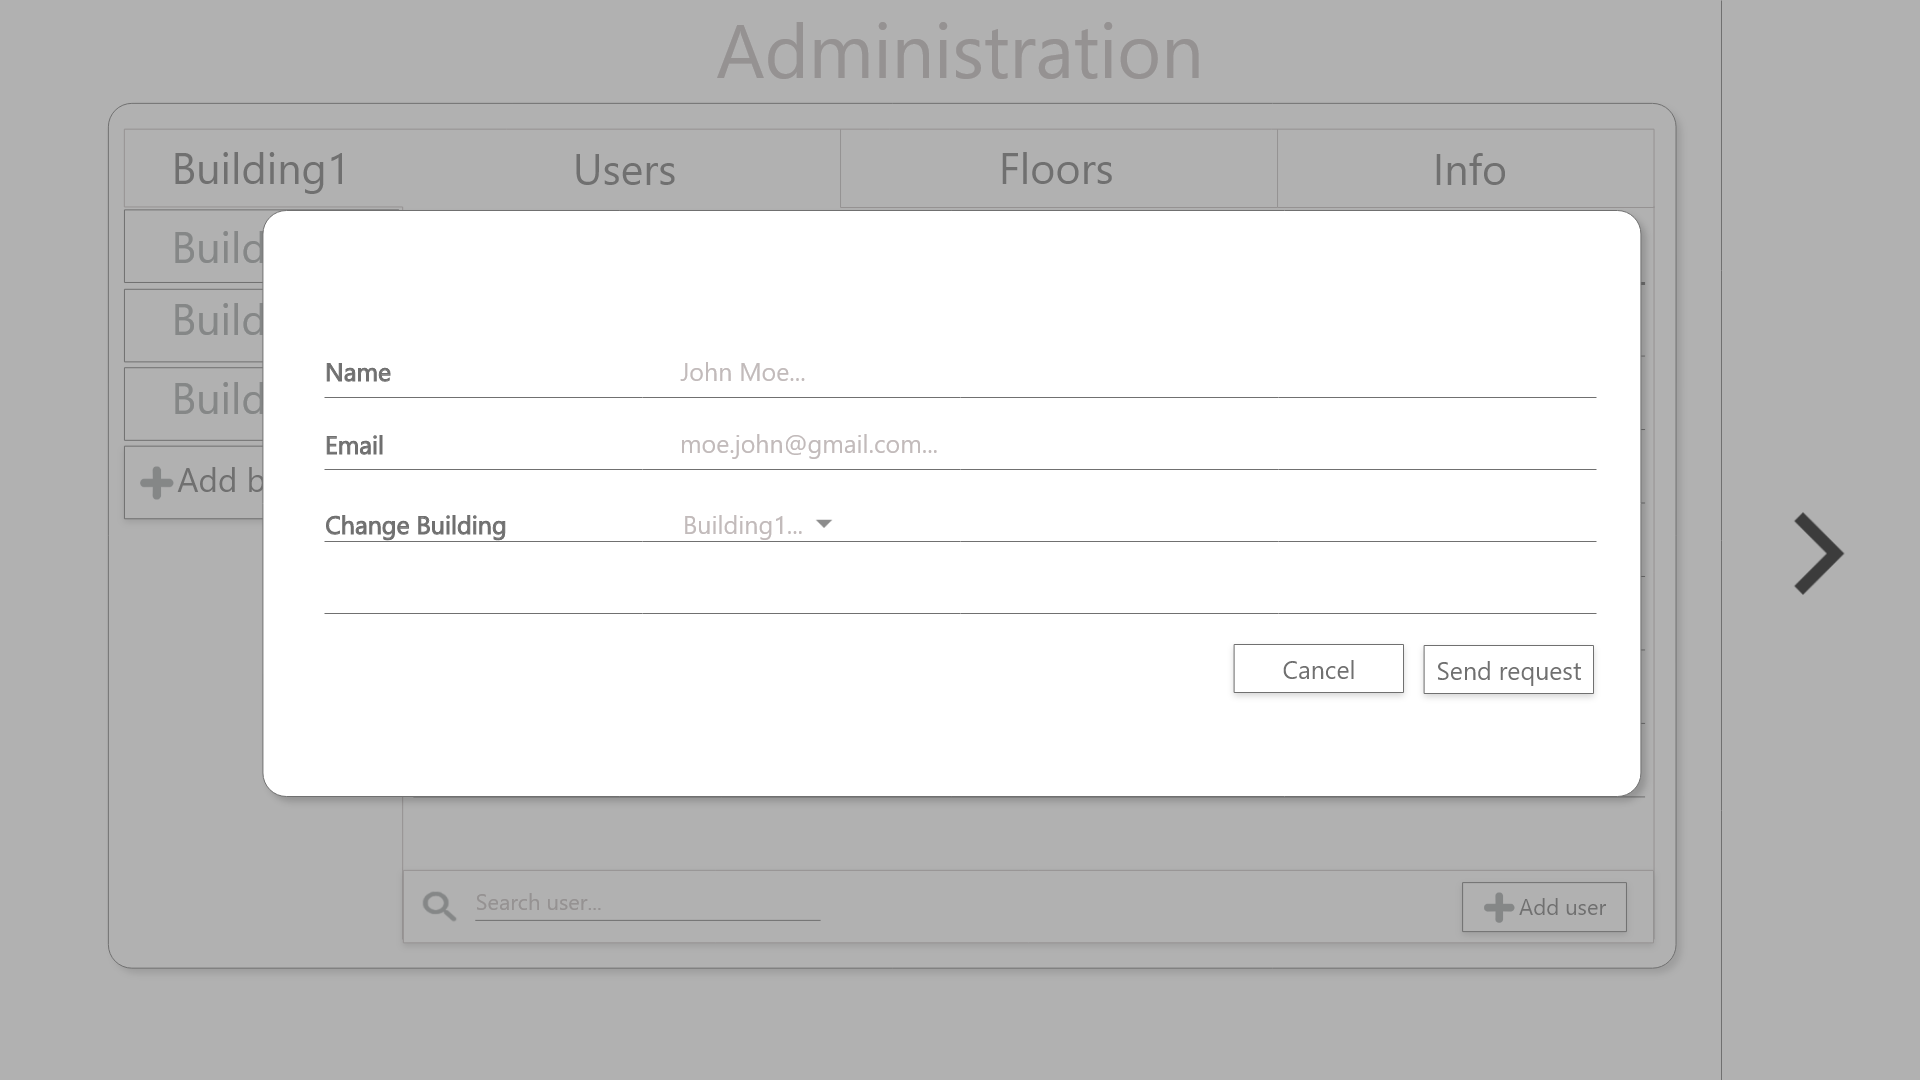 Administration
Building1 Users Floors Info
Build
Build
Build
Add b
Name John Moe...
Email moe.john@gmail.com...
Change Building Building1...
Cancel Send request
Search user... Add user